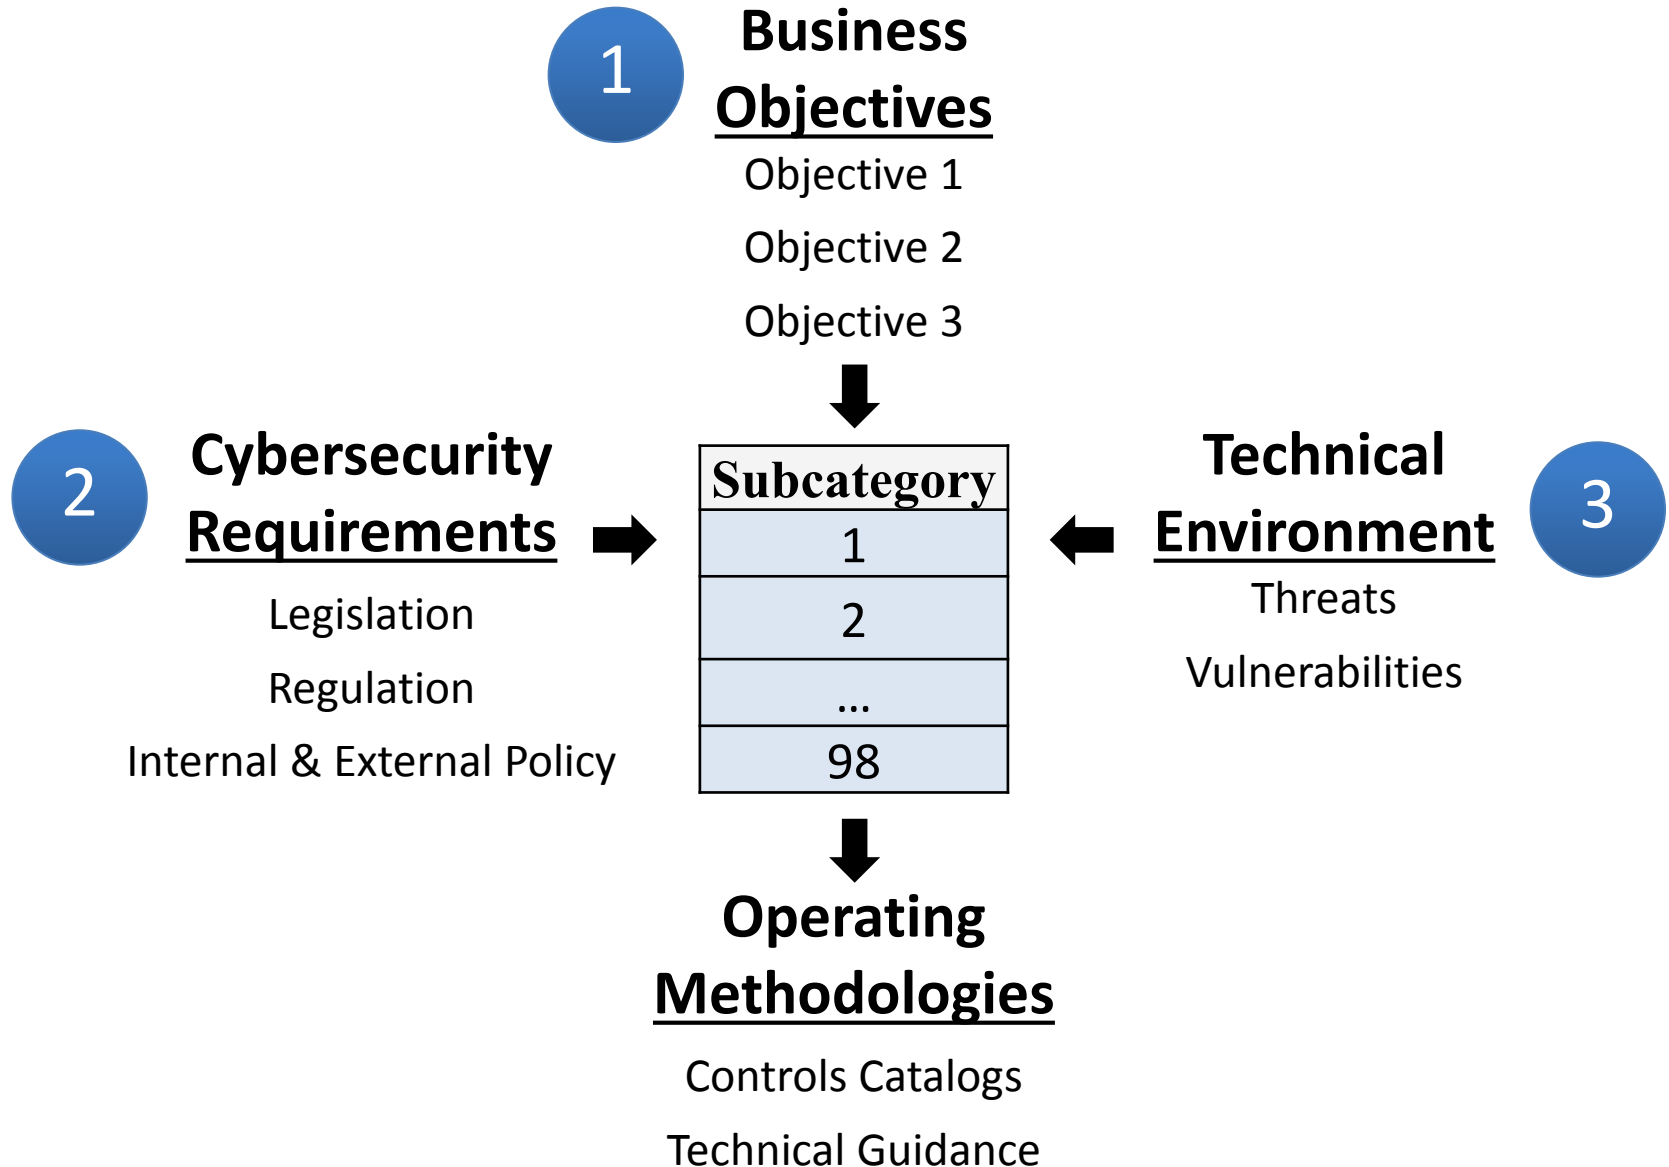 1
Business
Objectives
Objective 1
Objective 2
Objective 3
2
Cybersecurity
Requirements
Legislation
Regulation
Internal & External Policy
Subcategory
1
2
...
98
Technical
Environment
3
Threats
Vulnerabilities
Operating
Methodologies
Controls Catalogs
Technical Guidance